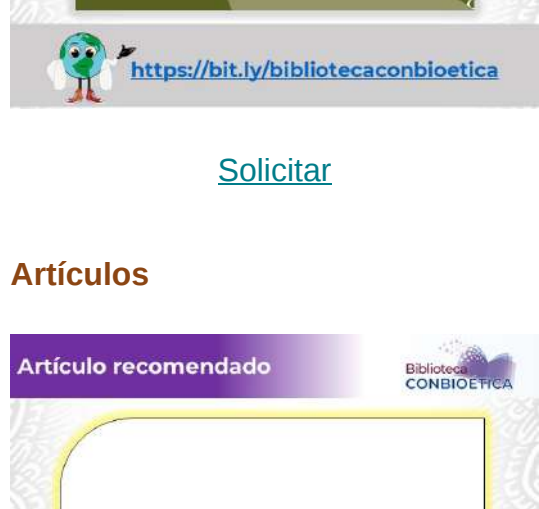 https://bit.ly/bibliotecaconbioetica
Solicitar
Artículos
Artículo recomendado
Biblioteca
CONBIOÉTICA